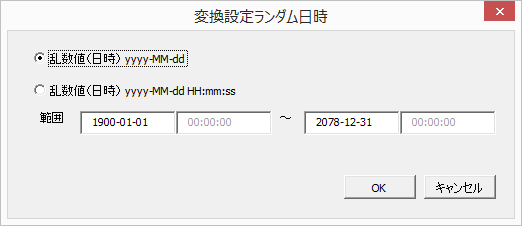 変換設定ランダム日時
乱数値(日時) yyyy-MM-dd
乱数値(日時) yyyy-MM-dd HH:mm:ss
範囲 1900-01-01 00:00:00 ～ 2078-12-31 00:00:00
OK キャンセル